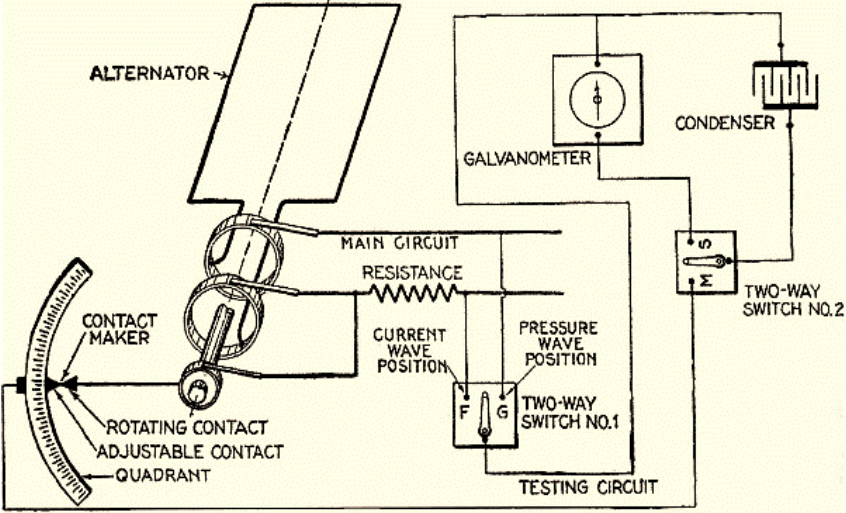 ALTERNATOR
CONDENSER
GALVANOMETER
MAIN CIRCUIT
S
M
RESISTANCE
TWO-WAY
SWITCH NO.2
CONTACT
MAKER
CURRENT
WAVE
POSITION
PRESSURE
WAVE
POSITION
F G
TWO-WAY
SWITCH NO.1
ROTATING CONTACT
ADJUSTABLE CONTACT
QUADRANT
TESTING CIRCUIT